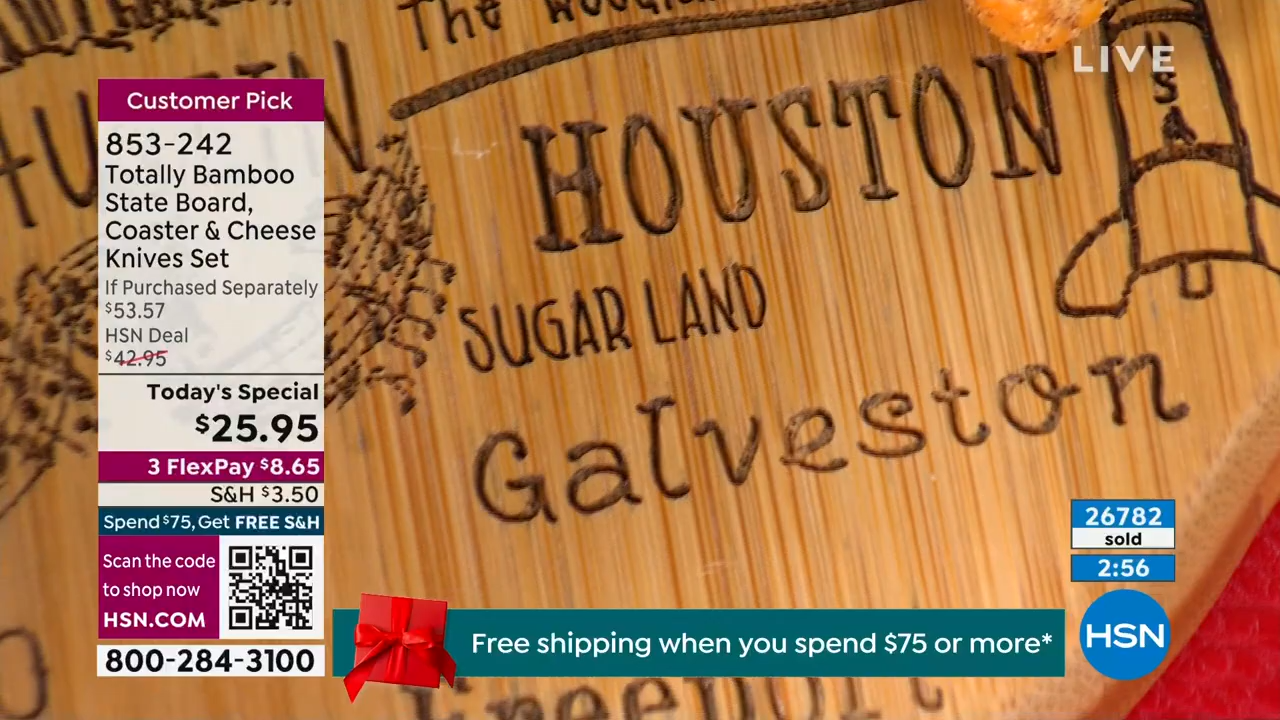 The
LIVE
Customer Pick
853-242
Totally Bamboo
State Board,
Coaster & Cheese
Knives Set
If Purchased Separately
$53.57
HSN Deal
$42.95
Today's Special
$25.95
3 FlexPay $8.65
S&H $3.50
Spend $75, Get FREE S&H
Scan the code
to shop now
HSN.COM
800-284-3100
HOUSTON
USA
SUGAR LAND
Galveston
Freeport
26782
sold
2:56
HSN
Free shipping when you spend $75 or more*